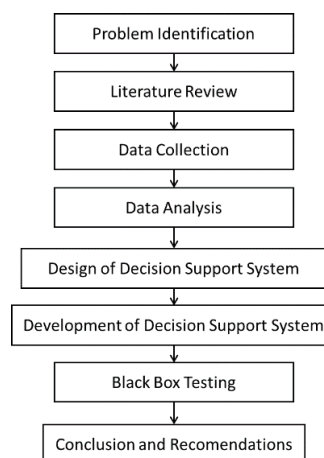 Problem Identification
Literature Review
Data Collection
Data Analysis
Design of Decision Support System
Development of Decision Support System
Black Box Testing
Conclusion and Recomendations